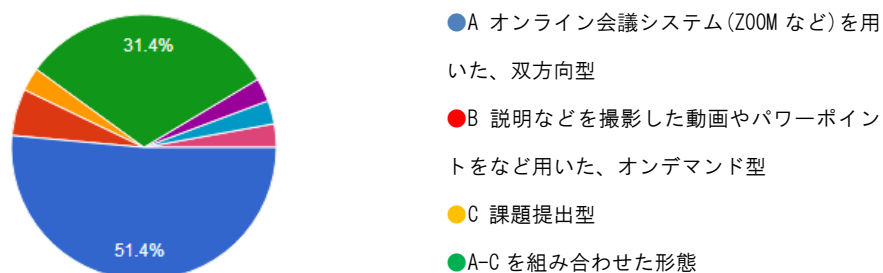 31.4%
51.4%
●A オンライン会議システム(ZOOM など)を用
いた、双方向型
●B 説明などを撮影した動画やパワーポイン
トをなど用いた、オンデマンド型
●C 課題提出型
●A-C を組み合わせた形態